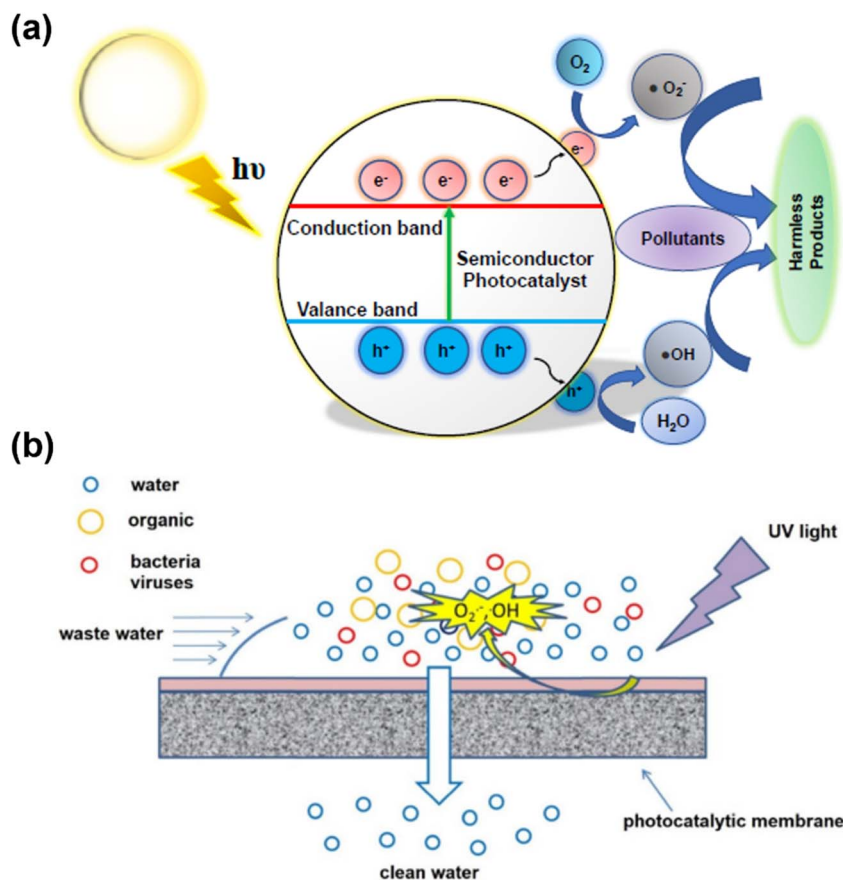 (a)
hυ
O₂
● O₂⁻
e⁻
e⁻ e⁻ e⁻
Conduction band
Semiconductor
Photocatalyst
Pollutants
Harmless
Products
Valance band
h⁺ h⁺ h⁺
h⁺
●OH
H₂O
(b)
water
organic
bacteria
viruses
UV light
O₂⁻ ·OH
waste water
photocatalytic membrane
clean water